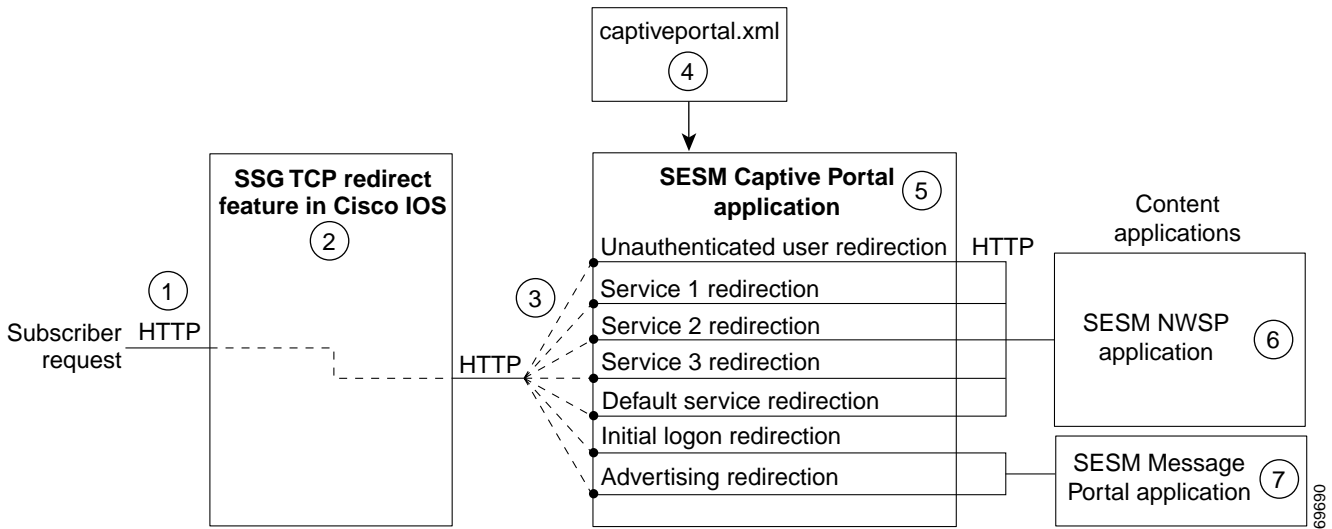 captiveportal.xml
4
SSG TCP redirect
feature in Cisco IOS
2
SESM Captive Portal
application
5
Content
applications
Unauthenticated user redirection
HTTP
1
3
Service 1 redirection
Subscriber
request
HTTP
Service 2 redirection
SESM NWSP
application
6
HTTP
Service 3 redirection
Default service redirection
Initial logon redirection
Advertising redirection
SESM Message
Portal application
7
69690